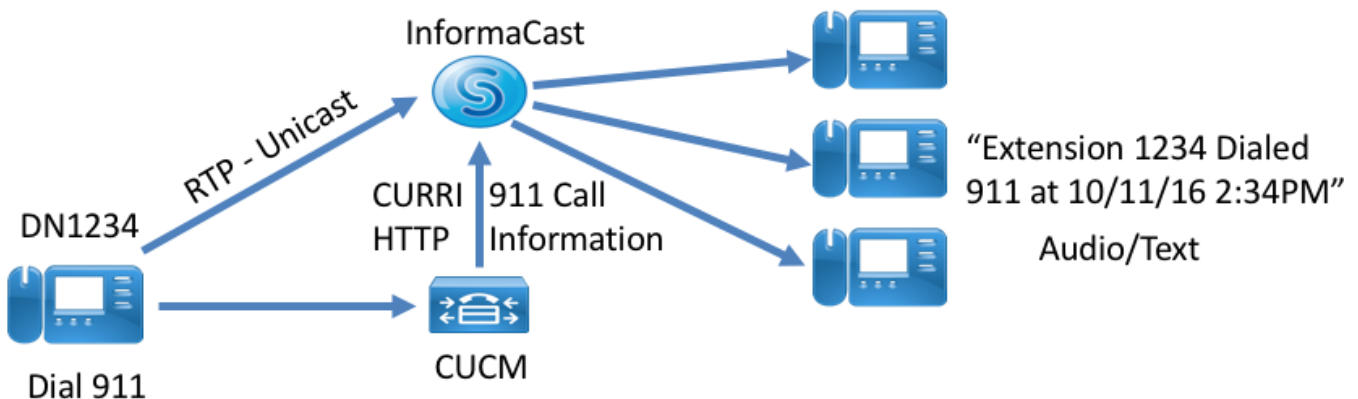 InformaCast
RTP - Unicast
“Extension 1234 Dialed
911 at 10/11/16 2:34PM”
CURRI 911 Call
HTTP Information
DN1234
Audio/Text
CUCM
Dial 911